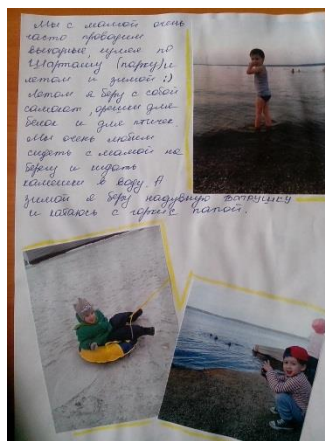 Мы с мамой очень
часто проводим
выходные, гуляя по
Шарташу (парку) и
летом и зимой :)
Летом я беру с собой
самокат, орешки для
белок и для птичек
Мы очень любим
сидеть с мамой на
берегу и кидать
камешки в воду. А
зимой я беру надувную ватрушку
и катаюсь с горки с папой.